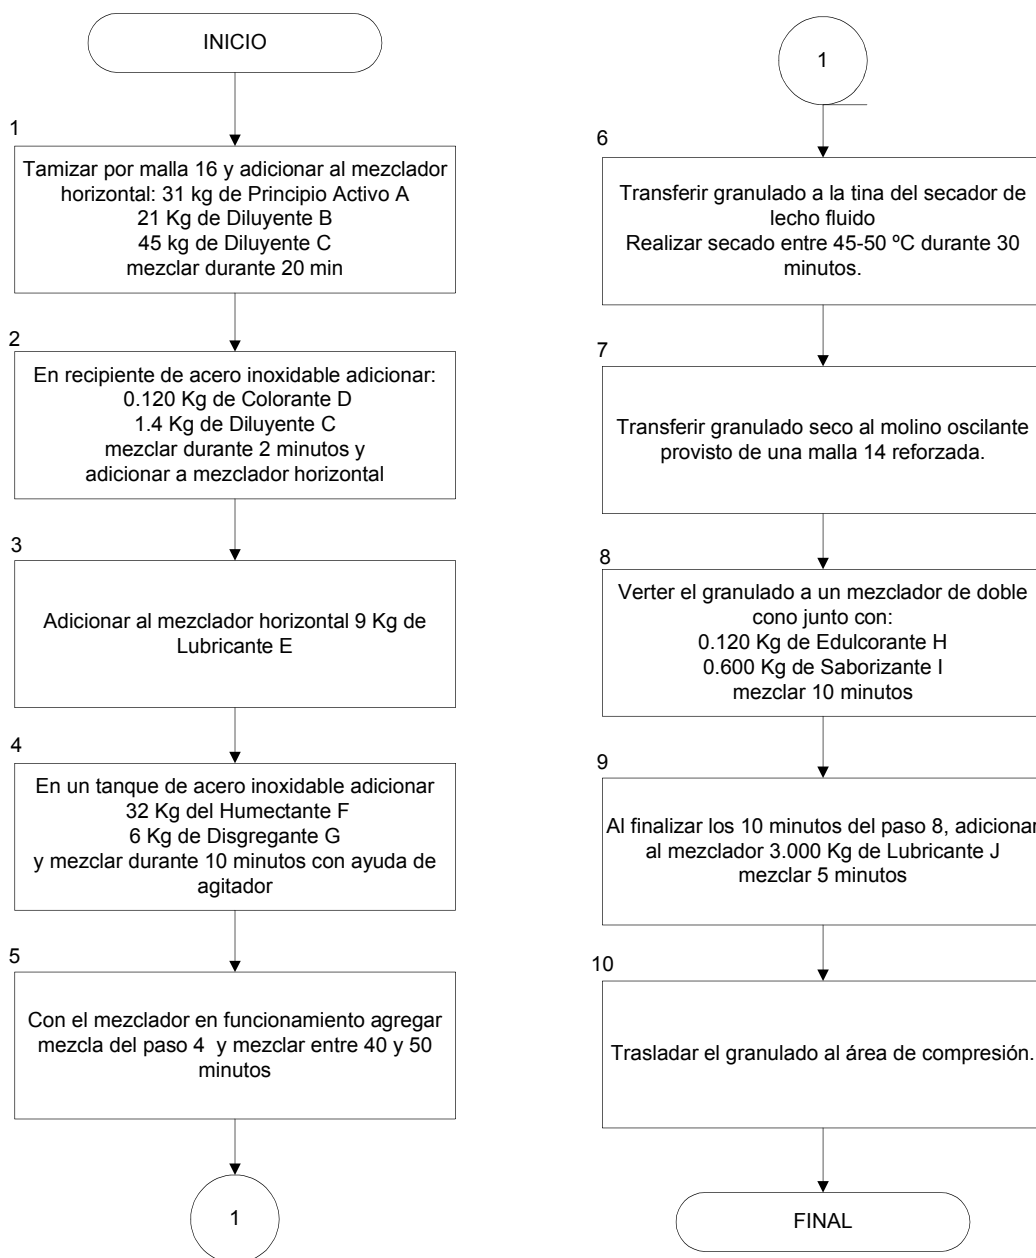 INICIO
1
Tamizar por malla 16 y adicionar al mezclador
horizontal: 31 kg de Principio Activo A
21 Kg de Diluyente B
45 kg de Diluyente C
mezclar durante 20 min
2
En recipiente de acero inoxidable adicionar:
0.120 Kg de Colorante D
1.4 Kg de Diluyente C
mezclar durante 2 minutos y
adicionar a mezclador horizontal
3
Adicionar al mezclador horizontal 9 Kg de
Lubricante E
4
En un tanque de acero inoxidable adicionar
32 Kg del Humectante F
6 Kg de Disgregante G
y mezclar durante 10 minutos con ayuda de
agitador
5
Con el mezclador en funcionamiento agregar
mezcla del paso 4 y mezclar entre 40 y 50
minutos
1
1
6
Transferir granulado a la tina del secador de
lecho fluido
Realizar secado entre 45-50 ºC durante 30
minutos.
7
Transferir granulado seco al molino oscilante
provisto de una malla 14 reforzada.
8
Verter el granulado a un mezclador de doble
cono junto con:
0.120 Kg de Edulcorante H
0.600 Kg de Saborizante I
mezclar 10 minutos
9
Al finalizar los 10 minutos del paso 8, adicionar
al mezclador 3.000 Kg de Lubricante J
mezclar 5 minutos
10
Trasladar el granulado al área de compresión.
FINAL